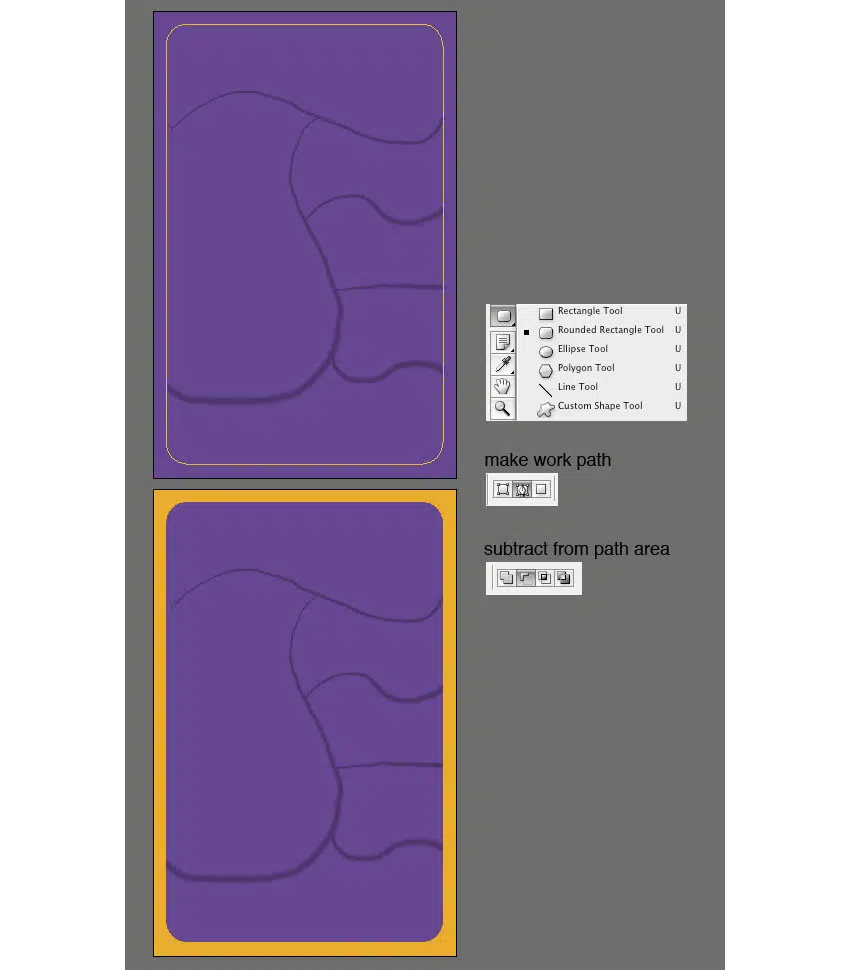 Rectangle Tool U
Rounded Rectangle Tool U
Ellipse Tool U
Polygon Tool U
Line Tool U
Custom Shape Tool U
make work path
subtract from path area